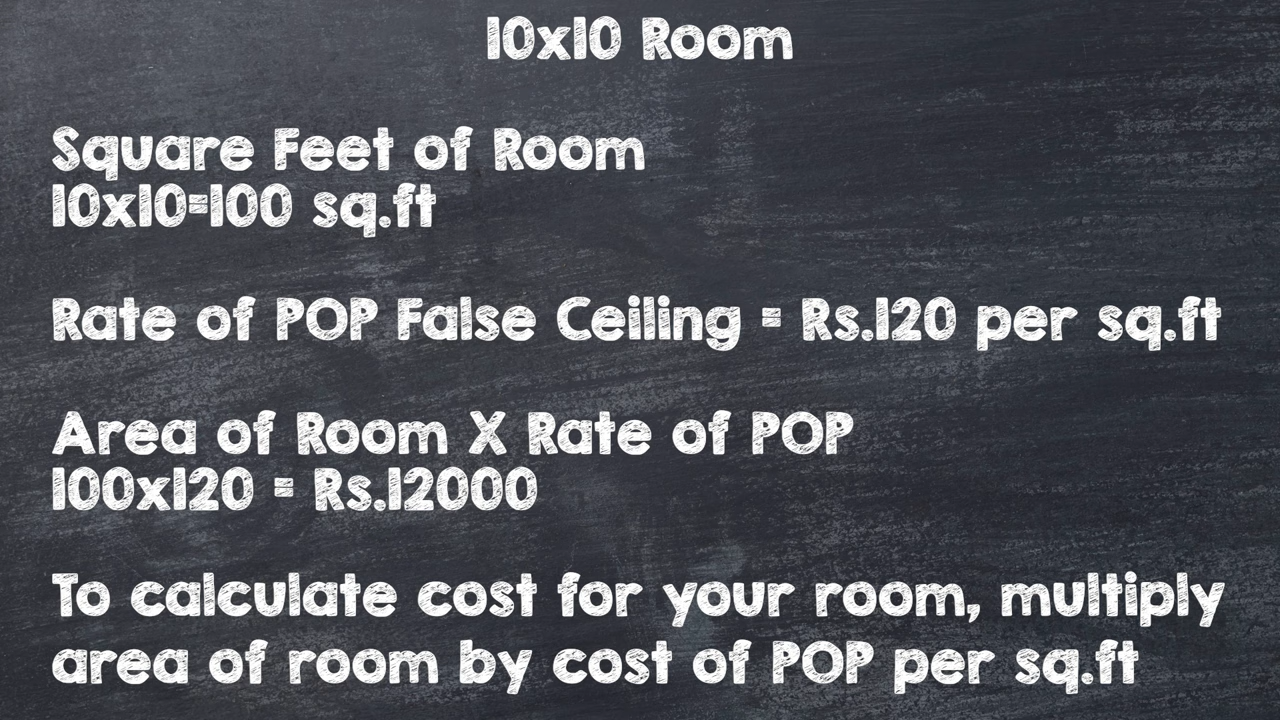 10x10 Room
Square Feet of Room
10x10=100 sq.ft
Rate of POP False Ceiling = Rs.120 per sq.ft
Area of Room X Rate of POP
100x120 = Rs.12000
To calculate cost for your room, multiply
area of room by cost of POP per sq.ft